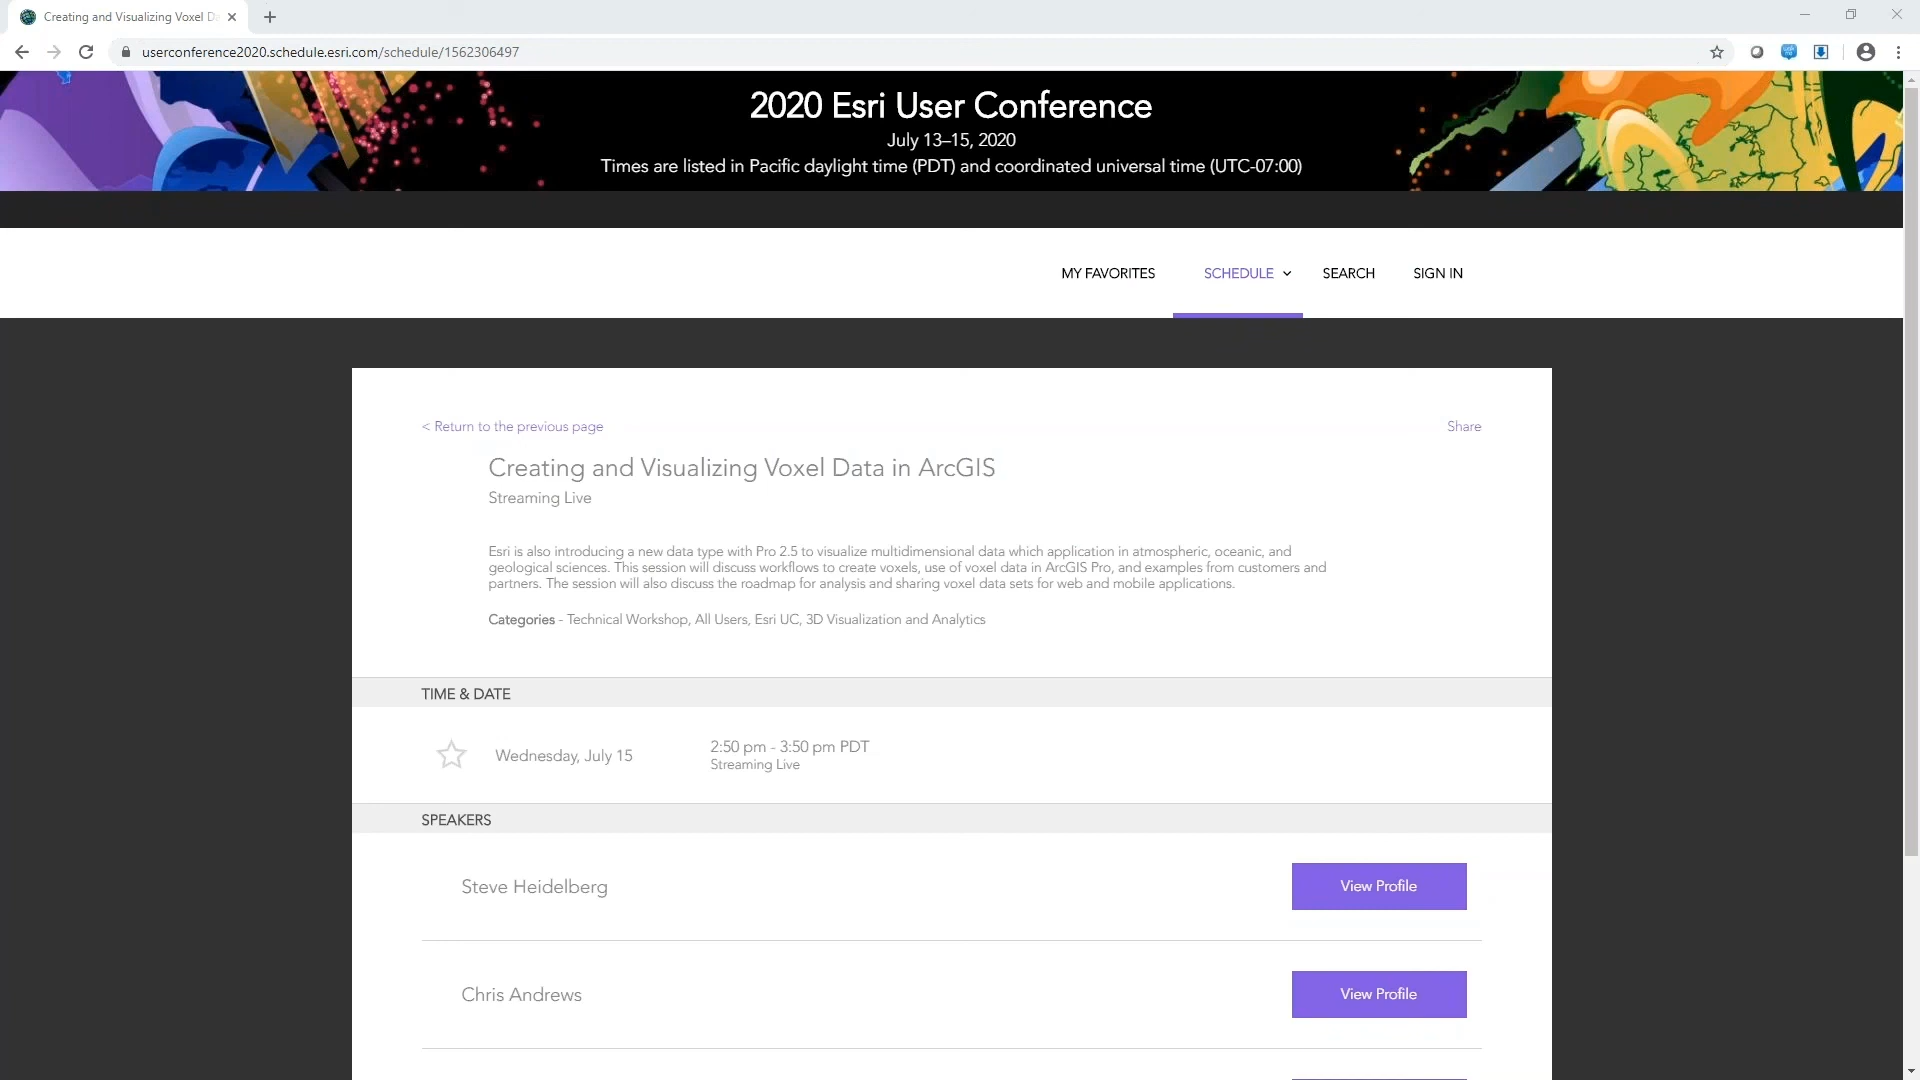 Creating and Visualizing Voxel Da
userconference2020.schedule.esri.com/schedule/1562306497
2020 Esri User Conference
July 13–15, 2020
Times are listed in Pacific daylight time (PDT) and coordinated universal time (UTC-07:00)
MY FAVORITES SCHEDULE SEARCH SIGN IN
< Return to the previous page Share
Creating and Visualizing Voxel Data in ArcGIS
Streaming Live
Esri is also introducing a new data type with Pro 2.5 to visualize multidimensional data which application in atmospheric, oceanic, and
geological sciences. This session will discuss workflows to create voxels, use of voxel data in ArcGIS Pro, and examples from customers and
partners. The session will also discuss the roadmap for analysis and sharing voxel data sets for web and mobile applications.
Categories - Technical Workshop, All Users, Esri UC, 3D Visualization and Analytics
TIME & DATE
Wednesday, July 15
2:50 pm - 3:50 pm PDT
Streaming Live
SPEAKERS
Steve Heidelberg View Profile
Chris Andrews View Profile